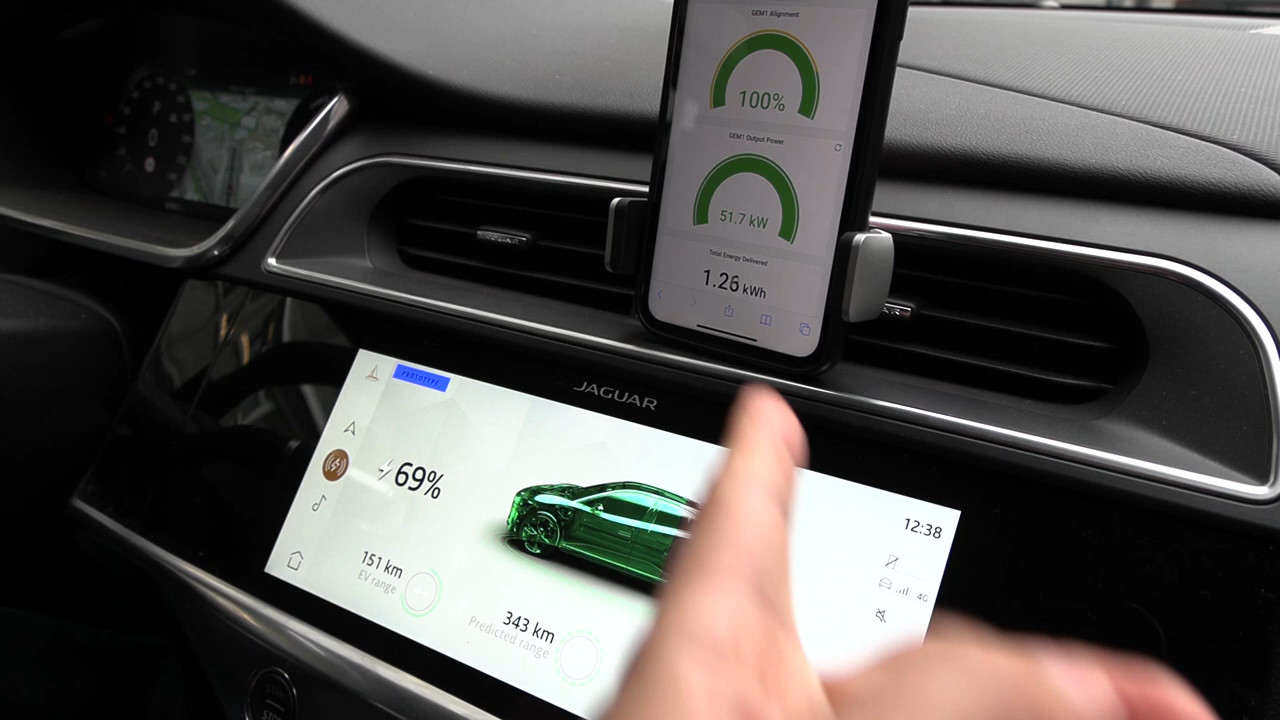 GEM1 Alignment
100%
GEM1 Output Power
51.7 kW
Total Energy Delivered
1.26 kWh
JAGUAR
PROTOTYPE
69%
12:38
151 km
EV range
343 km
Predicted range
4G